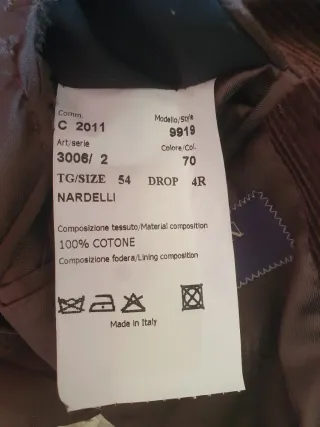 Comm. Modello/Style
C 2011 9919
Art/serie Colore/Col.
3006/ 2 70
TG/SIZE 54 DROP 4R
NARDELLI
Composizione tessuto/Material composition
100% COTONE
Composizione fodera/Lining composition
Made in Italy